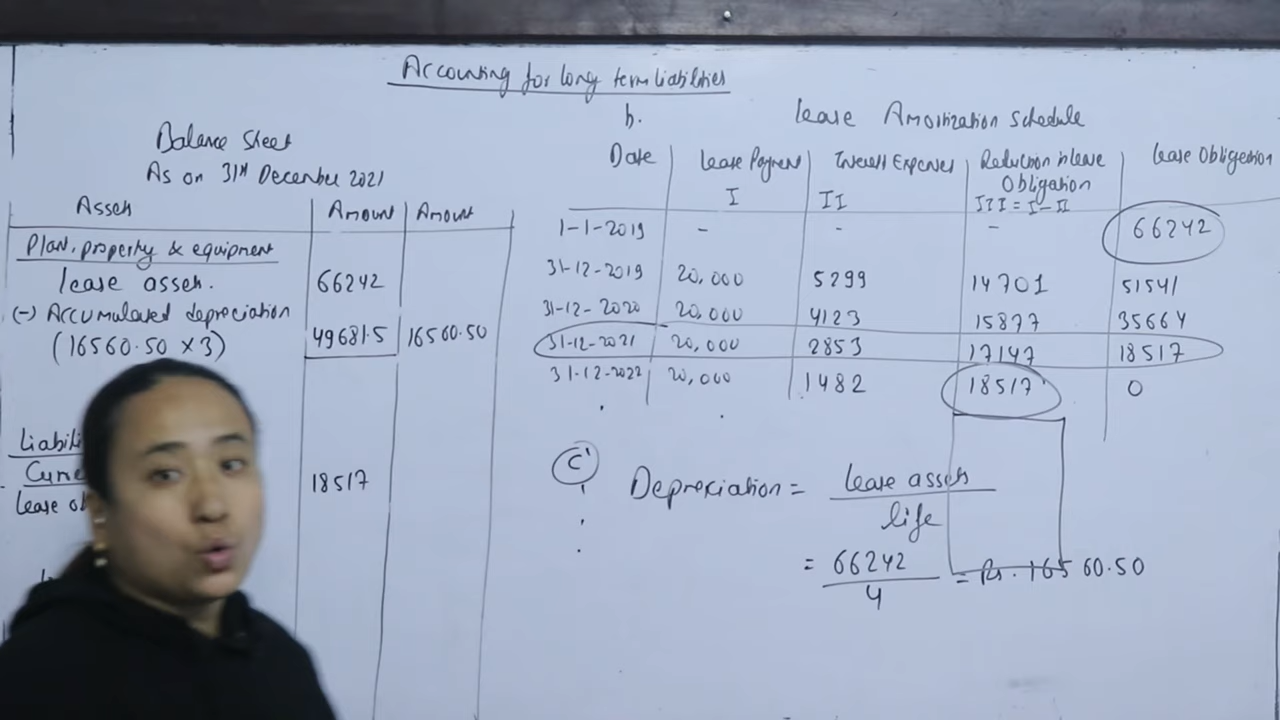 Accounting for long term liabilities
Balance Sheet
As on 31st December 2021
Assets Amount Amount
Plant, property & equipment
lease assets. 66242
(-) Accumulated depreciation
(16560.50 × 3) 49681.5 16560.50
Liabili
Curre
lease ob 18517
b. Lease Amortization Schedule
Date Lease Payment Interest Expenses Reduction in lease Lease Obligation
Obligation
I II III = I - II
1-1-2019 - - - 66242
31-12-2019 20,000 5299 14701 51541
31-12-2020 20,000 4123 15877 35664
31-12-2021 20,000 2853 17147 18517
31-12-2022 20,000 1482 18517 0
C Depreciation = lease assets
life
= 66242
4
= Rs. 16560.50